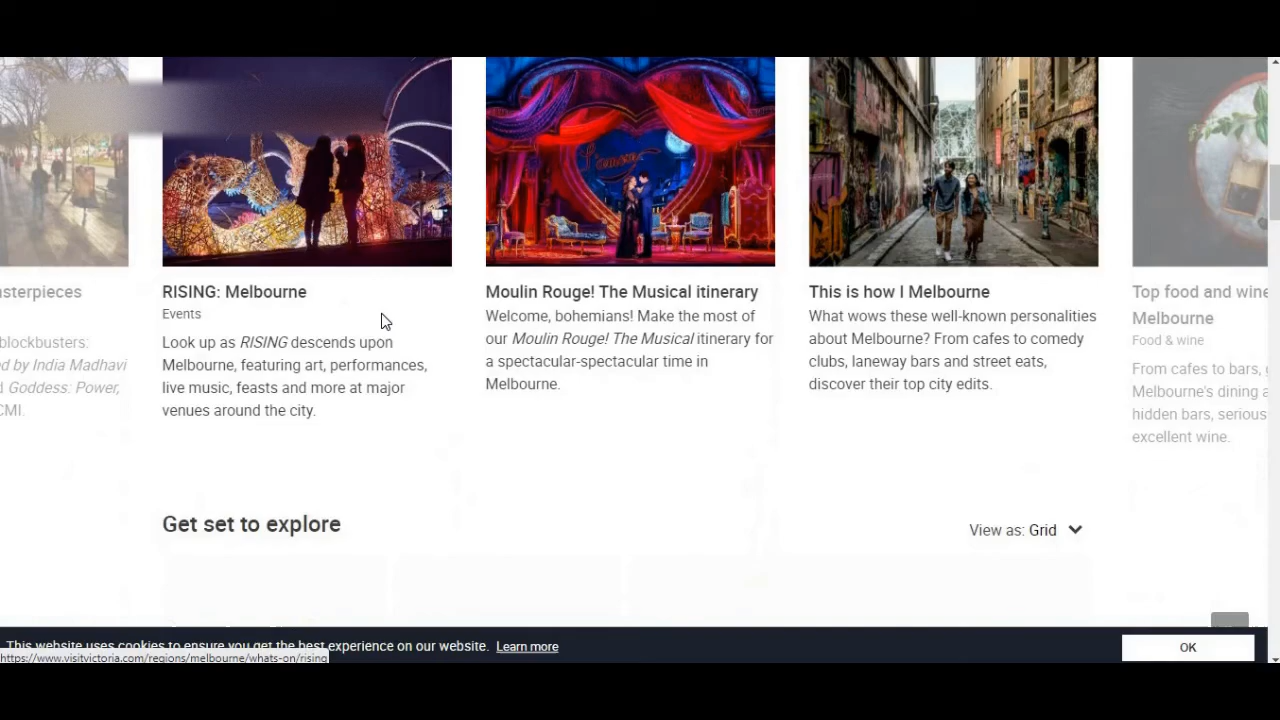 sterpieces
blockbusters:
ed by India Madhavi
d Goddess: Power,
CMI.
RISING: Melbourne
Events
Look up as RISING descends upon
Melbourne, featuring art, performances,
live music, feasts and more at major
venues around the city.
Moulin Rouge! The Musical itinerary
Welcome, bohemians! Make the most of
our Moulin Rouge! The Musical itinerary for
a spectacular-spectacular time in
Melbourne.
This is how I Melbourne
What wows these well-known personalities
about Melbourne? From cafes to comedy
clubs, laneway bars and street eats,
discover their top city edits.
Top food and wine
Melbourne
Food & wine
From cafes to bars,
Melbourne's dining a
hidden bars, serious
excellent wine.
Get set to explore
View as: Grid
This website uses cookies to ensure you get the best experience on our website. Learn more
OK
https://www.visitvictoria.com/regions/melbourne/whats-on/rising